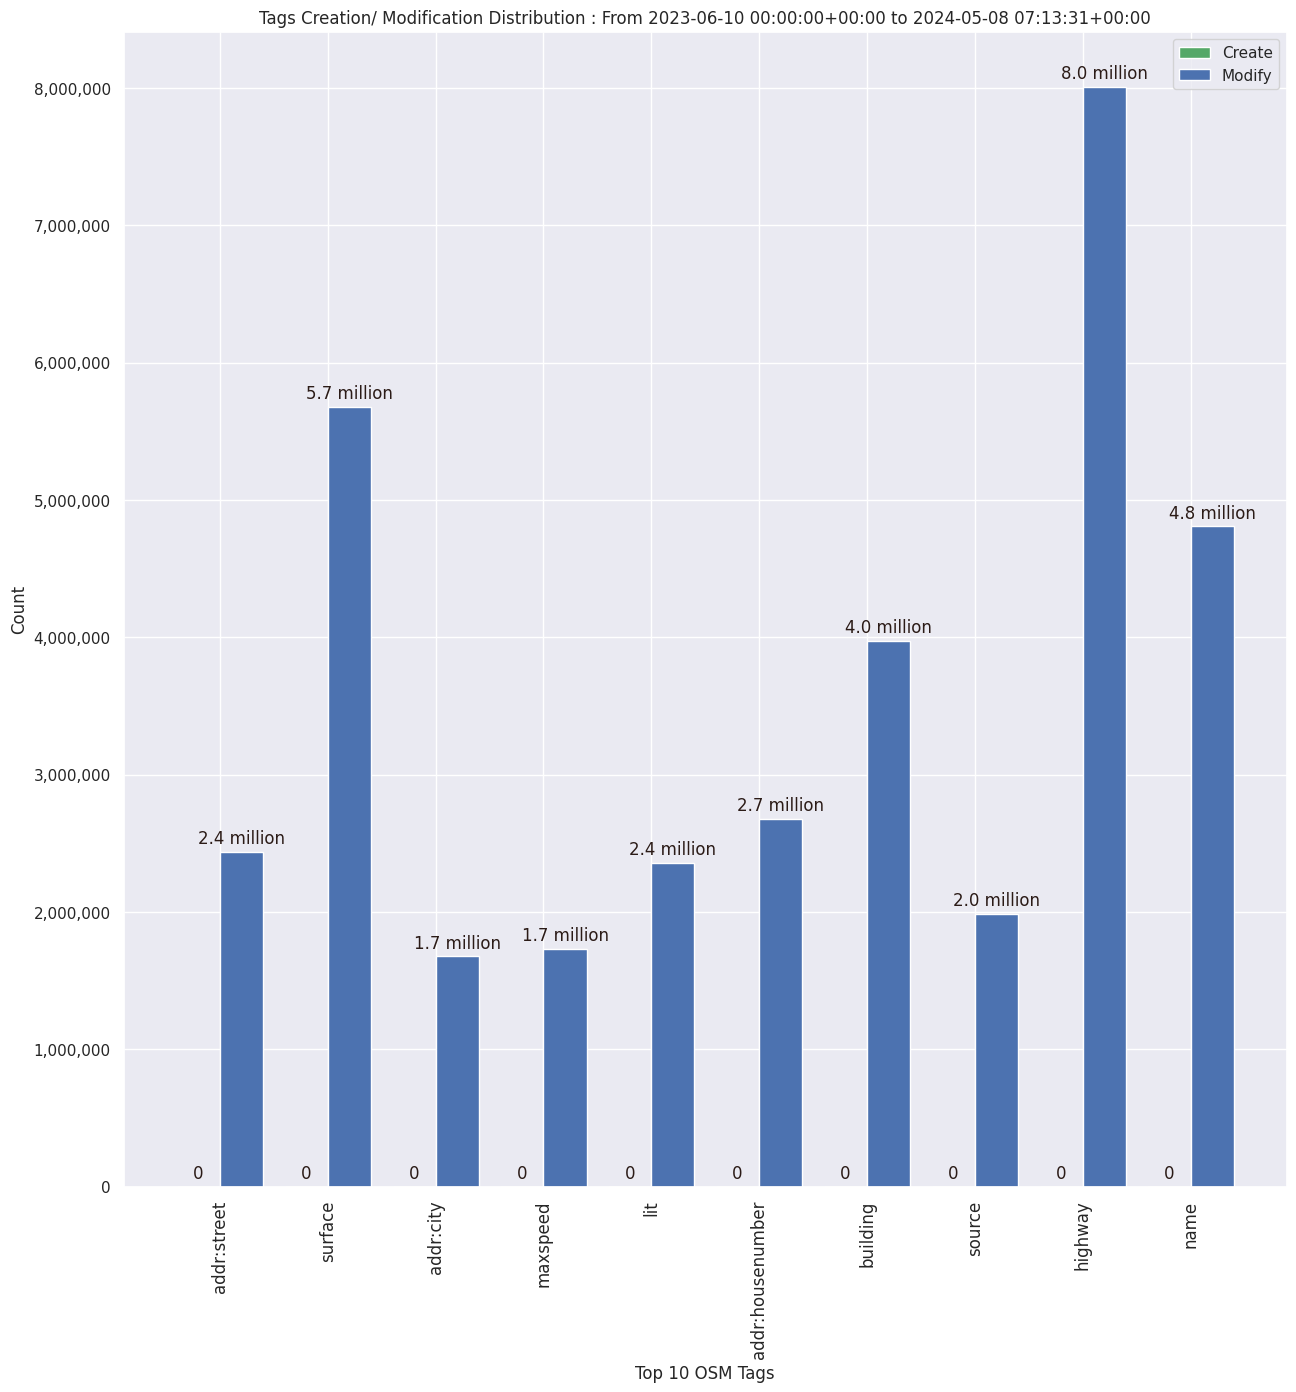 Tags Creation/ Modification Distribution : From 2023-06-10 00:00:00+00:00 to 2024-05-08 07:13:31+00:00
Create
Modify
8,000,000
7,000,000
6,000,000
5,000,000
4,000,000
3,000,000
2,000,000
1,000,000
0
Count
2.4 million
5.7 million
1.7 million
1.7 million
2.4 million
2.7 million
4.0 million
2.0 million
8.0 million
4.8 million
0
0
0
0
0
0
0
0
0
0
addr:street
surface
addr:city
maxspeed
lit
addr:housenumber
building
source
highway
name
Top 10 OSM Tags